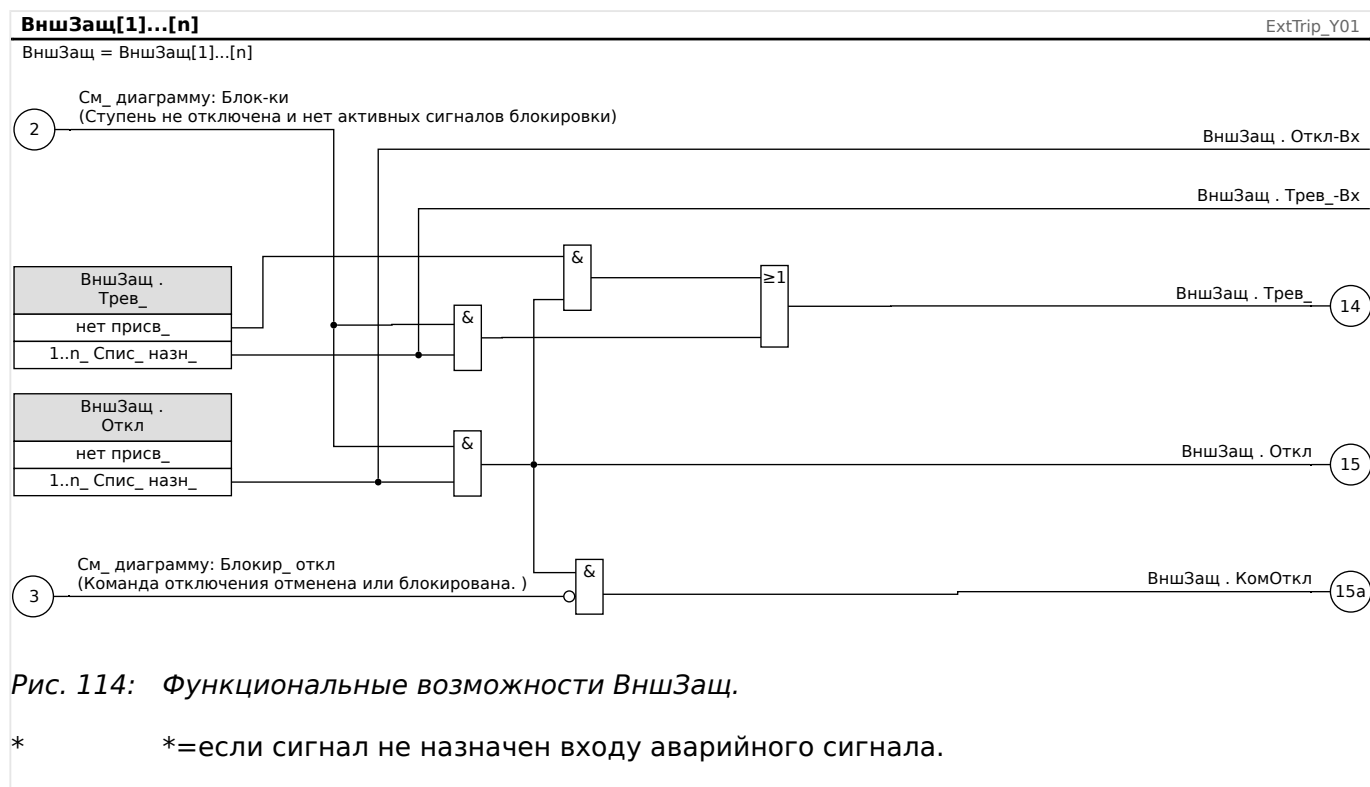 ВншЗащ[1]...[n]
ExtTrip_Y01
ВншЗащ = ВншЗащ[1]...[n]
См_ диаграмму: Блок-ки
(Ступень не отключена и нет активных сигналов блокировки)
2
ВншЗащ . Откл-Вх
ВншЗащ . Трев_-Вх
&
ВншЗащ .
Трев_
≥1
ВншЗащ . Трев_
14
нет присв_
&
1..n_ Спис_ назн_
ВншЗащ .
Откл
нет присв_
&
ВншЗащ . Откл
15
1..n_ Спис_ назн_
См_ диаграмму: Блокир_ откл
(Команда отключения отменена или блокирована. )
3
&
ВншЗащ . КомОткл
15a
Рис. 114: Функциональные возможности ВншЗащ.
* *=если сигнал не назначен входу аварийного сигнала.